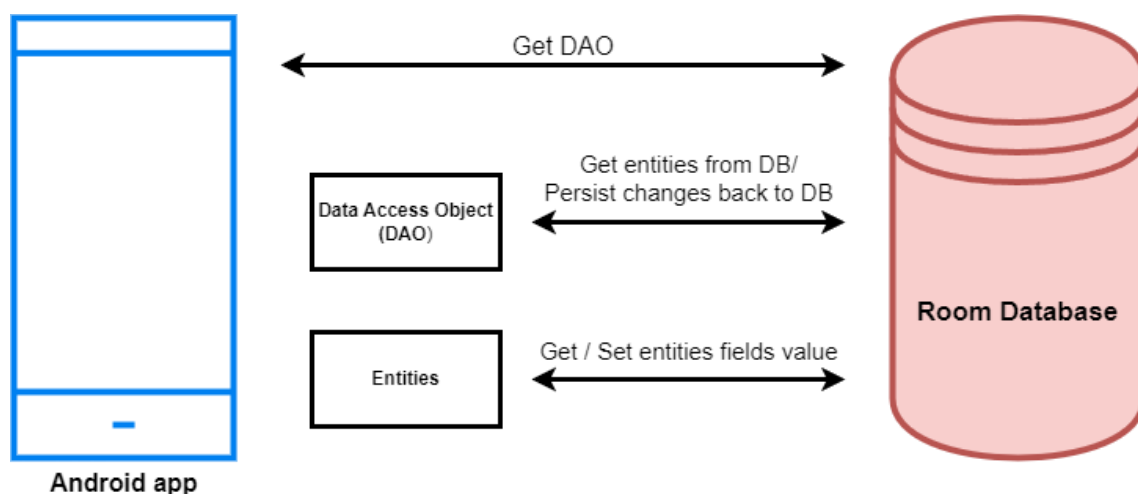 Get DAO
Get entities from DB/
Persist changes back to DB
Data Access Object
(DAO)
Room Database
Get / Set entities fields value
Entities
Android app